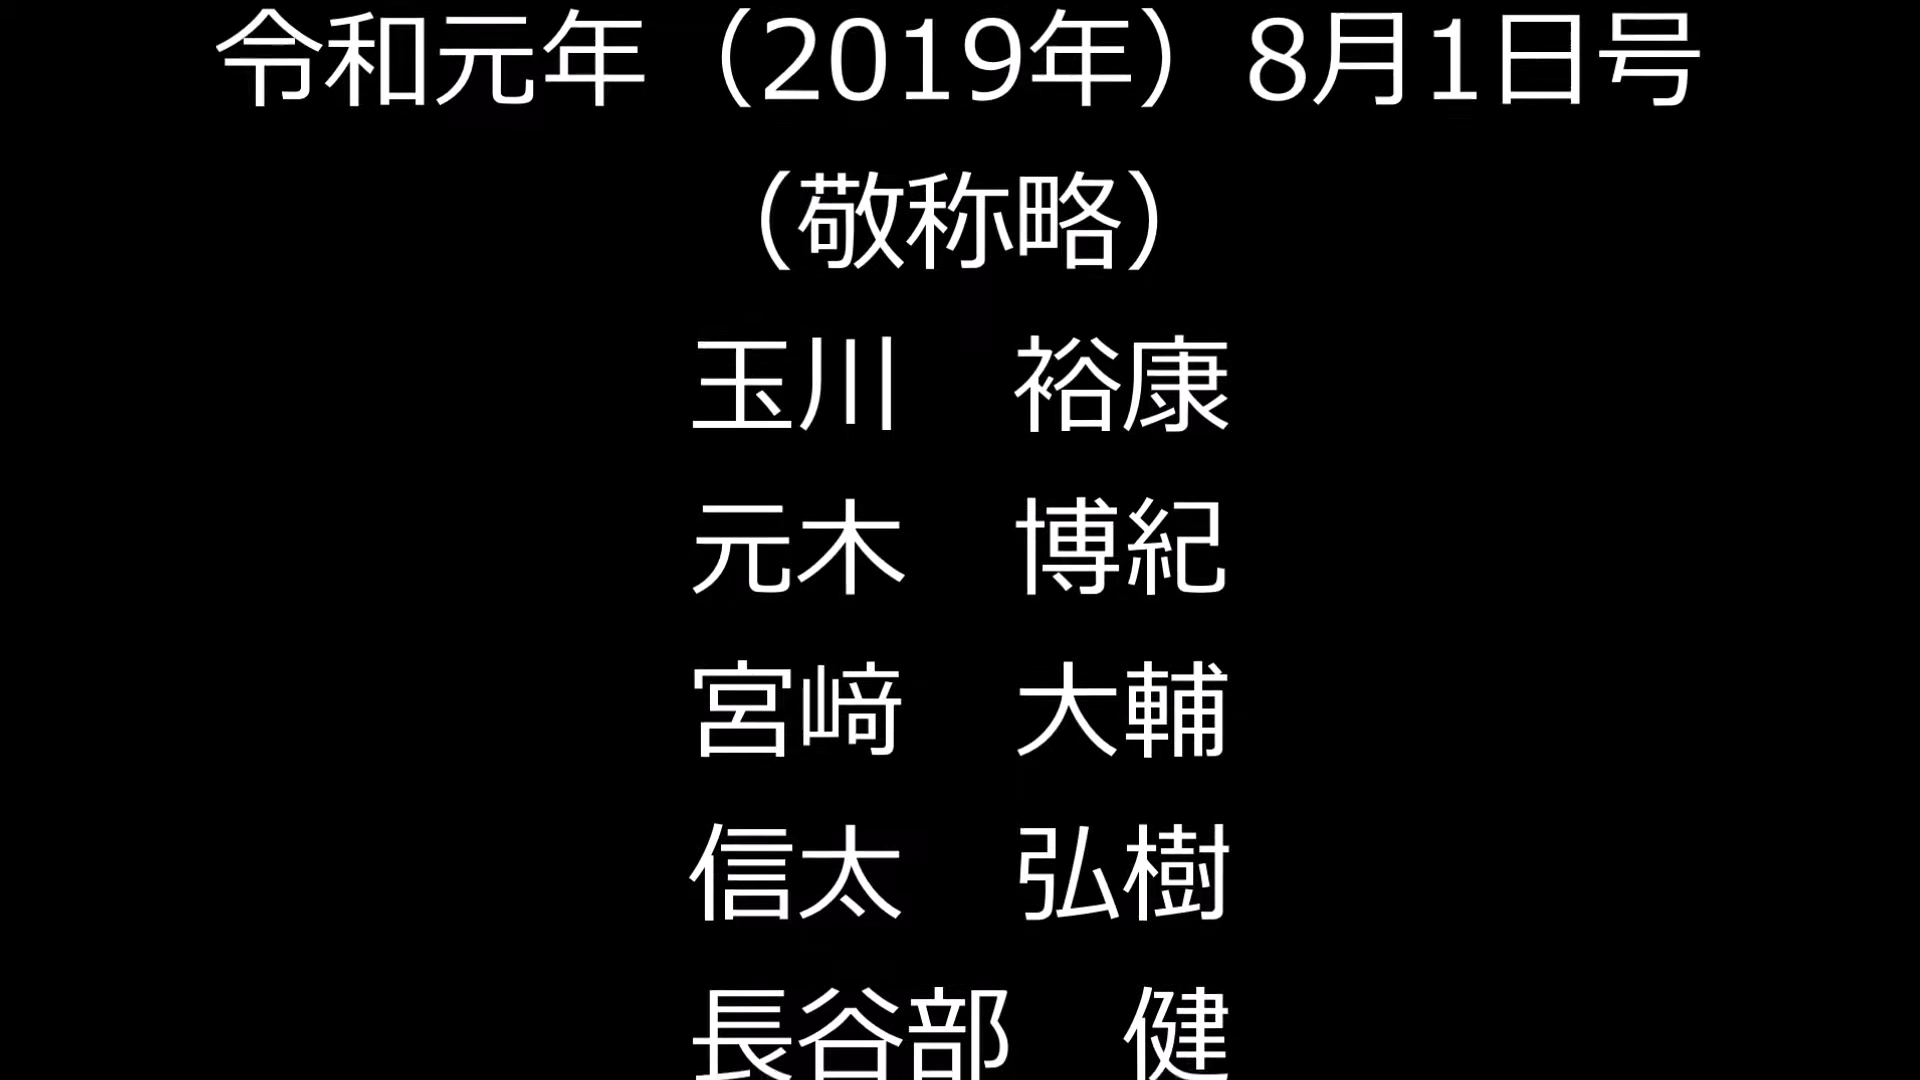 令和元年（2019年）8月1日号
（敬称略）
玉川　裕康
元木　博紀
宮﨑　大輔
信太　弘樹
長谷部　健